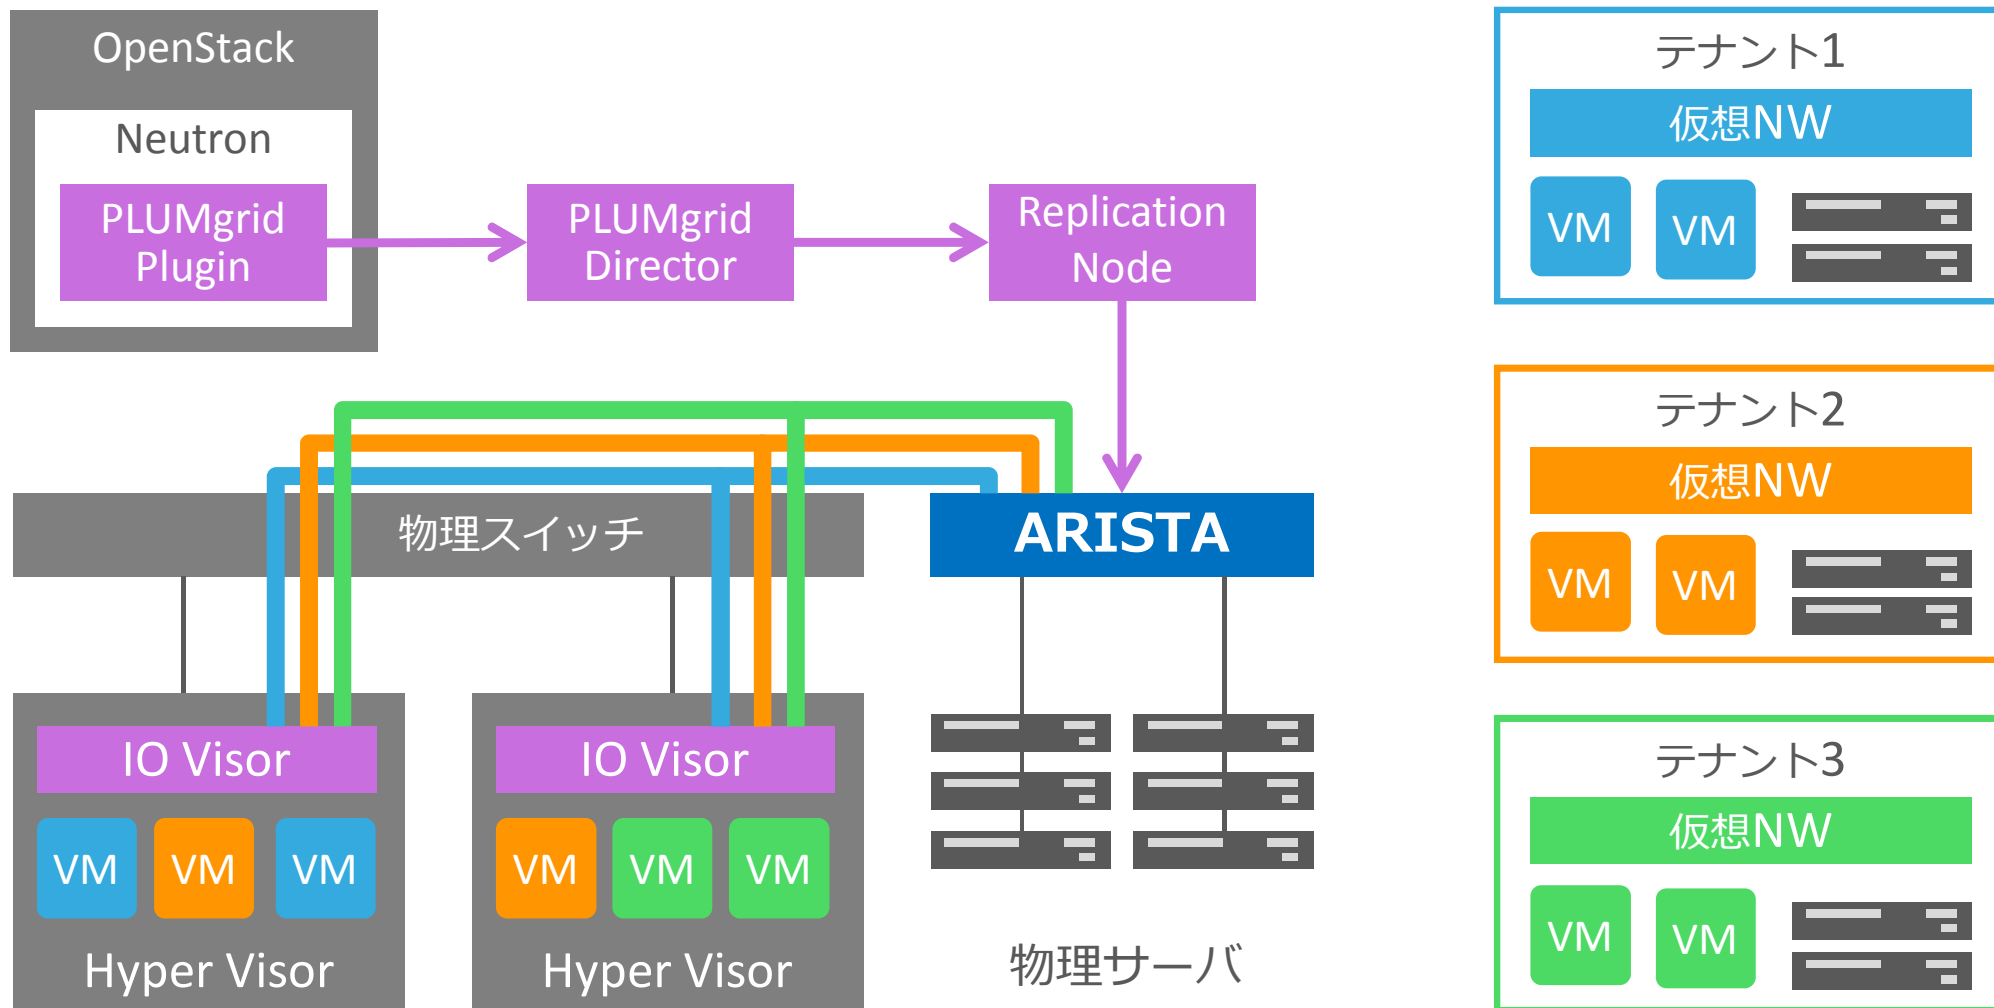 OpenStack
Neutron
PLUMgrid
Plugin
PLUMgrid
Director
Replication
Node
物理スイッチ
ARISTA
IO Visor
VM
VM
VM
Hyper Visor
IO Visor
VM
VM
VM
Hyper Visor
物理サーバ
テナント1
仮想NW
VM
VM
テナント2
仮想NW
VM
VM
テナント3
仮想NW
VM
VM